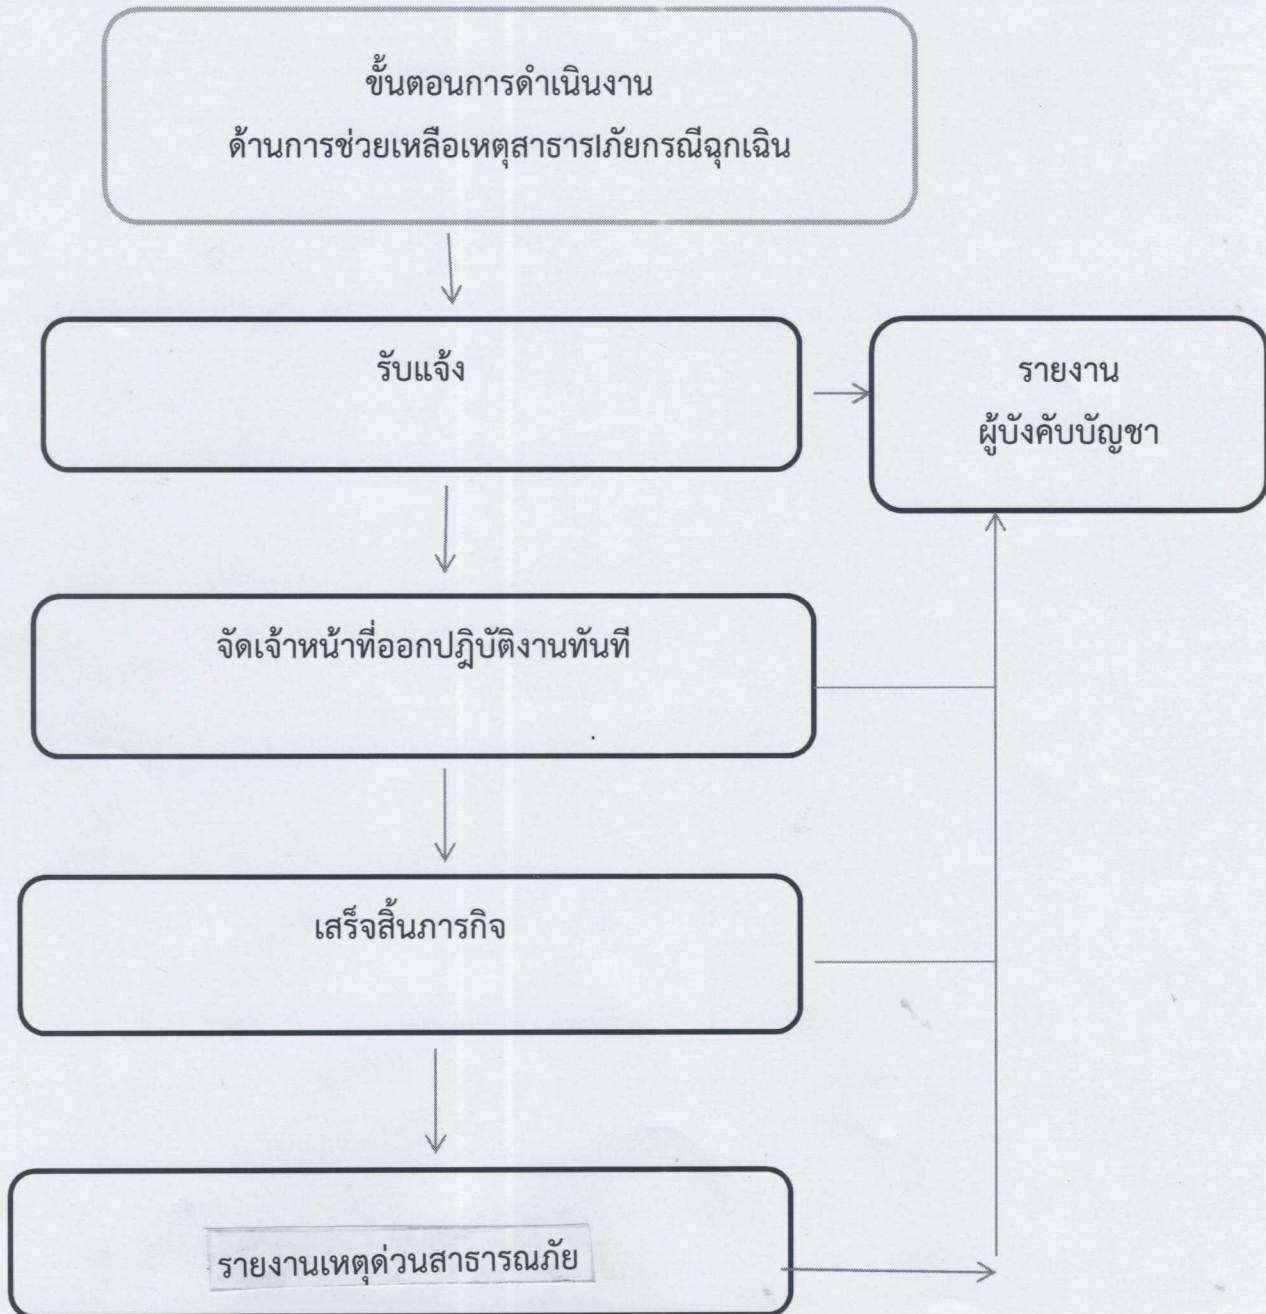 ขั้นตอนการดำเนินงาน
ด้านการช่วยเหลือเหตุสาธารภัยกรณีฉุกเฉิน
รับแจ้ง
รายงาน
ผู้บังคับบัญชา
จัดเจ้าหน้าที่ออกปฎิบัติงานทันที
เสร็จสิ้นภารกิจ
รายงานเหตุด่วนสาธารณภัย